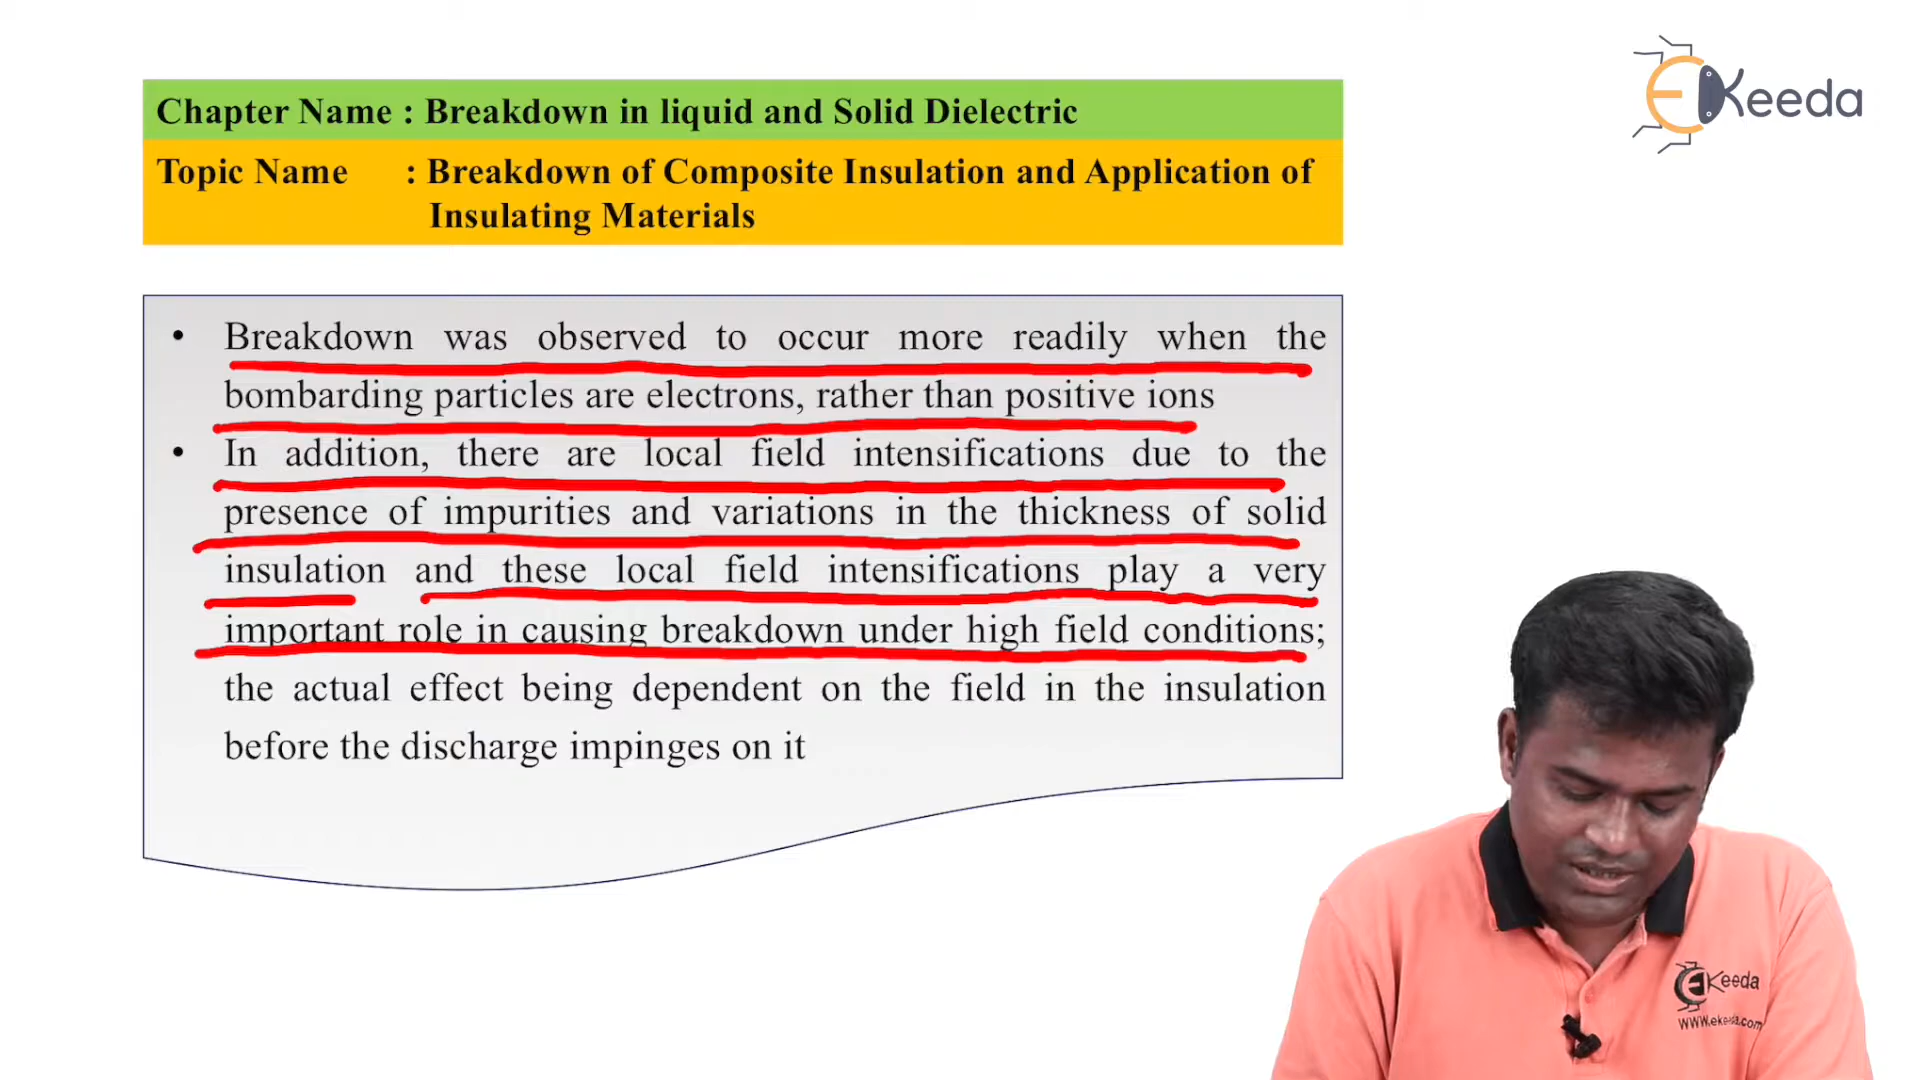 Keeda
Chapter Name : Breakdown in liquid and Solid Dielectric
Topic Name : Breakdown of Composite Insulation and Application of
Insulating Materials
• Breakdown was observed to occur more readily when the
bombarding particles are electrons, rather than positive ions
• In addition, there are local field intensifications due to the
presence of impurities and variations in the thickness of solid
insulation and these local field intensifications play a very
important role in causing breakdown under high field conditions;
the actual effect being dependent on the field in the insulation
before the discharge impinges on it
Keeda
www.ekeeda.com